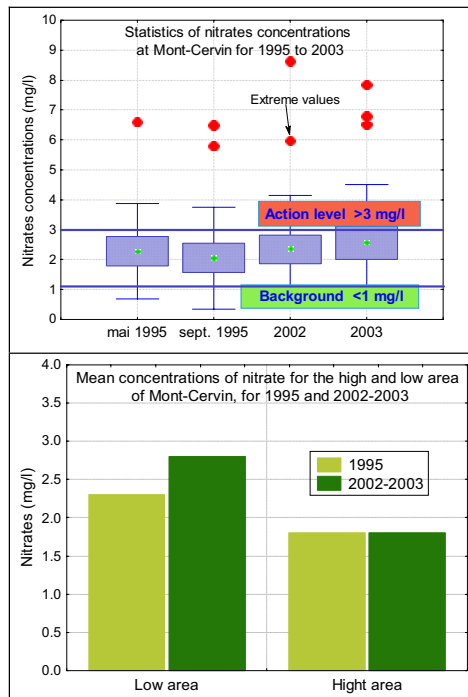 Statistics of nitrates concentrations
at Mont-Cervin for 1995 to 2003
Nitrates concentrations (mg/l)
10
9
8
7
6
5
4
3
2
1
0
Extreme values
Action level >3 mg/l
Background <1 mg/l
mai 1995 sept. 1995 2002 2003
Mean concentrations of nitrate for the high and low area
of Mont-Cervin, for 1995 and 2002-2003
Nitrates (mg/l)
4.0
3.5
3.0
2.5
2.0
1.5
1.0
0.5
0.0
1995
2002-2003
Low area Hight area